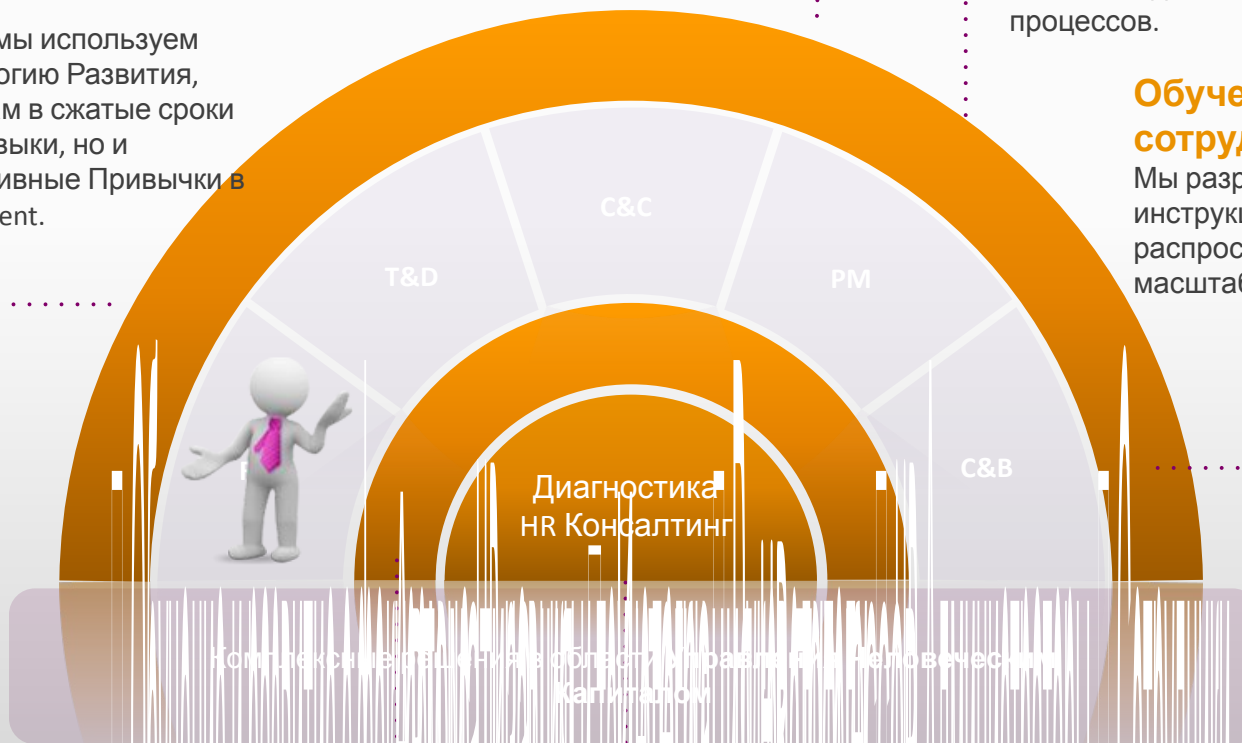 мы используем
огию Развития,
м в сжатые сроки
выки, но и
ивные Привычки в
ent.
процессов.
Обуче
сотруд
Мы разр
инструкц
распрос
масштаб
C&C
T&D
PM
C&B
Диагностика
HR Консалтинг
Комплексные решения в области Управления Человеческим
Капиталом